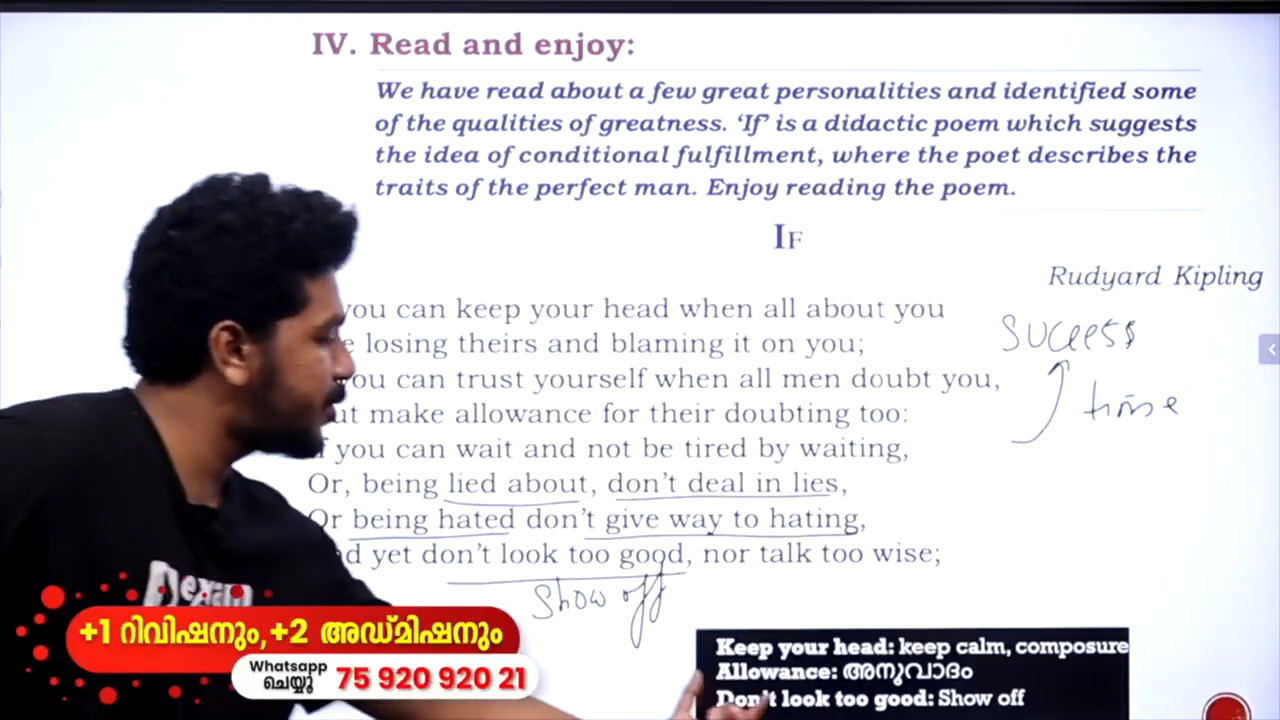 IV. Read and enjoy:
We have read about a few great personalities and identified some
of the qualities of greatness. ‘If’ is a didactic poem which suggests
the idea of conditional fulfillment, where the poet describes the
traits of the perfect man. Enjoy reading the poem.
IF
Rudyard Kipling
you can keep your head when all about you
losing theirs and blaming it on you;
you can trust yourself when all men doubt you,
ut make allowance for their doubting too:
f you can wait and not be tired by waiting,
Or, being lied about, don’t deal in lies,
Or being hated don’t give way to hating,
d yet don’t look too good, nor talk too wise;
Success
time
Show off
exam
+1 റിവിഷനും,+2 അഡ്മിഷനും
Whatsapp
ചെയ്യൂ
75 920 920 21
Keep your head: keep calm, composure
Allowance: അനുവാദം
Don't look too good: Show off